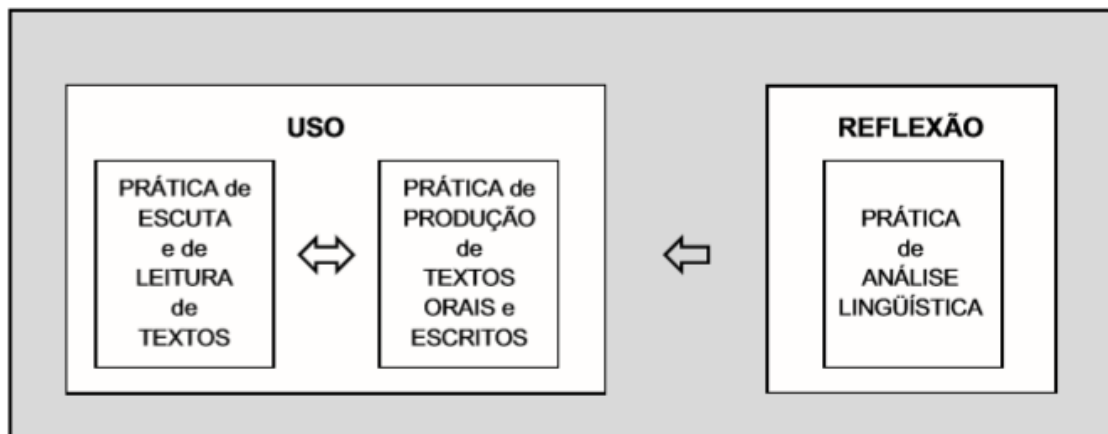 USO
PRÁTICA de
ESCUTA
e de
LEITURA
de
TEXTOS
PRÁTICA de
PRODUÇÃO
de
TEXTOS
ORAIS e
ESCRITOS
REFLEXÃO
PRÁTICA
de
ANÁLISE
LINGÜÍSTICA